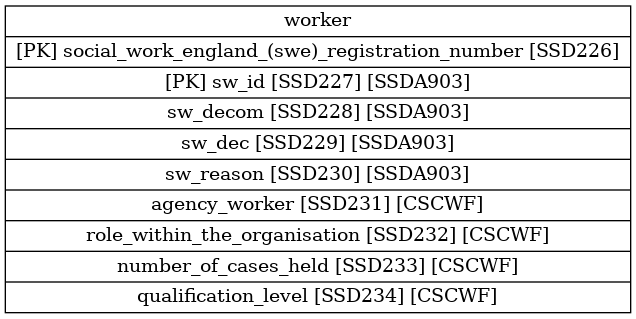 worker
[PK] social_work_england_(swe)_registration_number [SSD226]
[PK] sw_id [SSD227] [SSDA903]
sw_decom [SSD228] [SSDA903]
sw_dec [SSD229] [SSDA903]
sw_reason [SSD230] [SSDA903]
agency_worker [SSD231] [CSCWF]
role_within_the_organisation [SSD232] [CSCWF]
number_of_cases_held [SSD233] [CSCWF]
qualification_level [SSD234] [CSCWF]